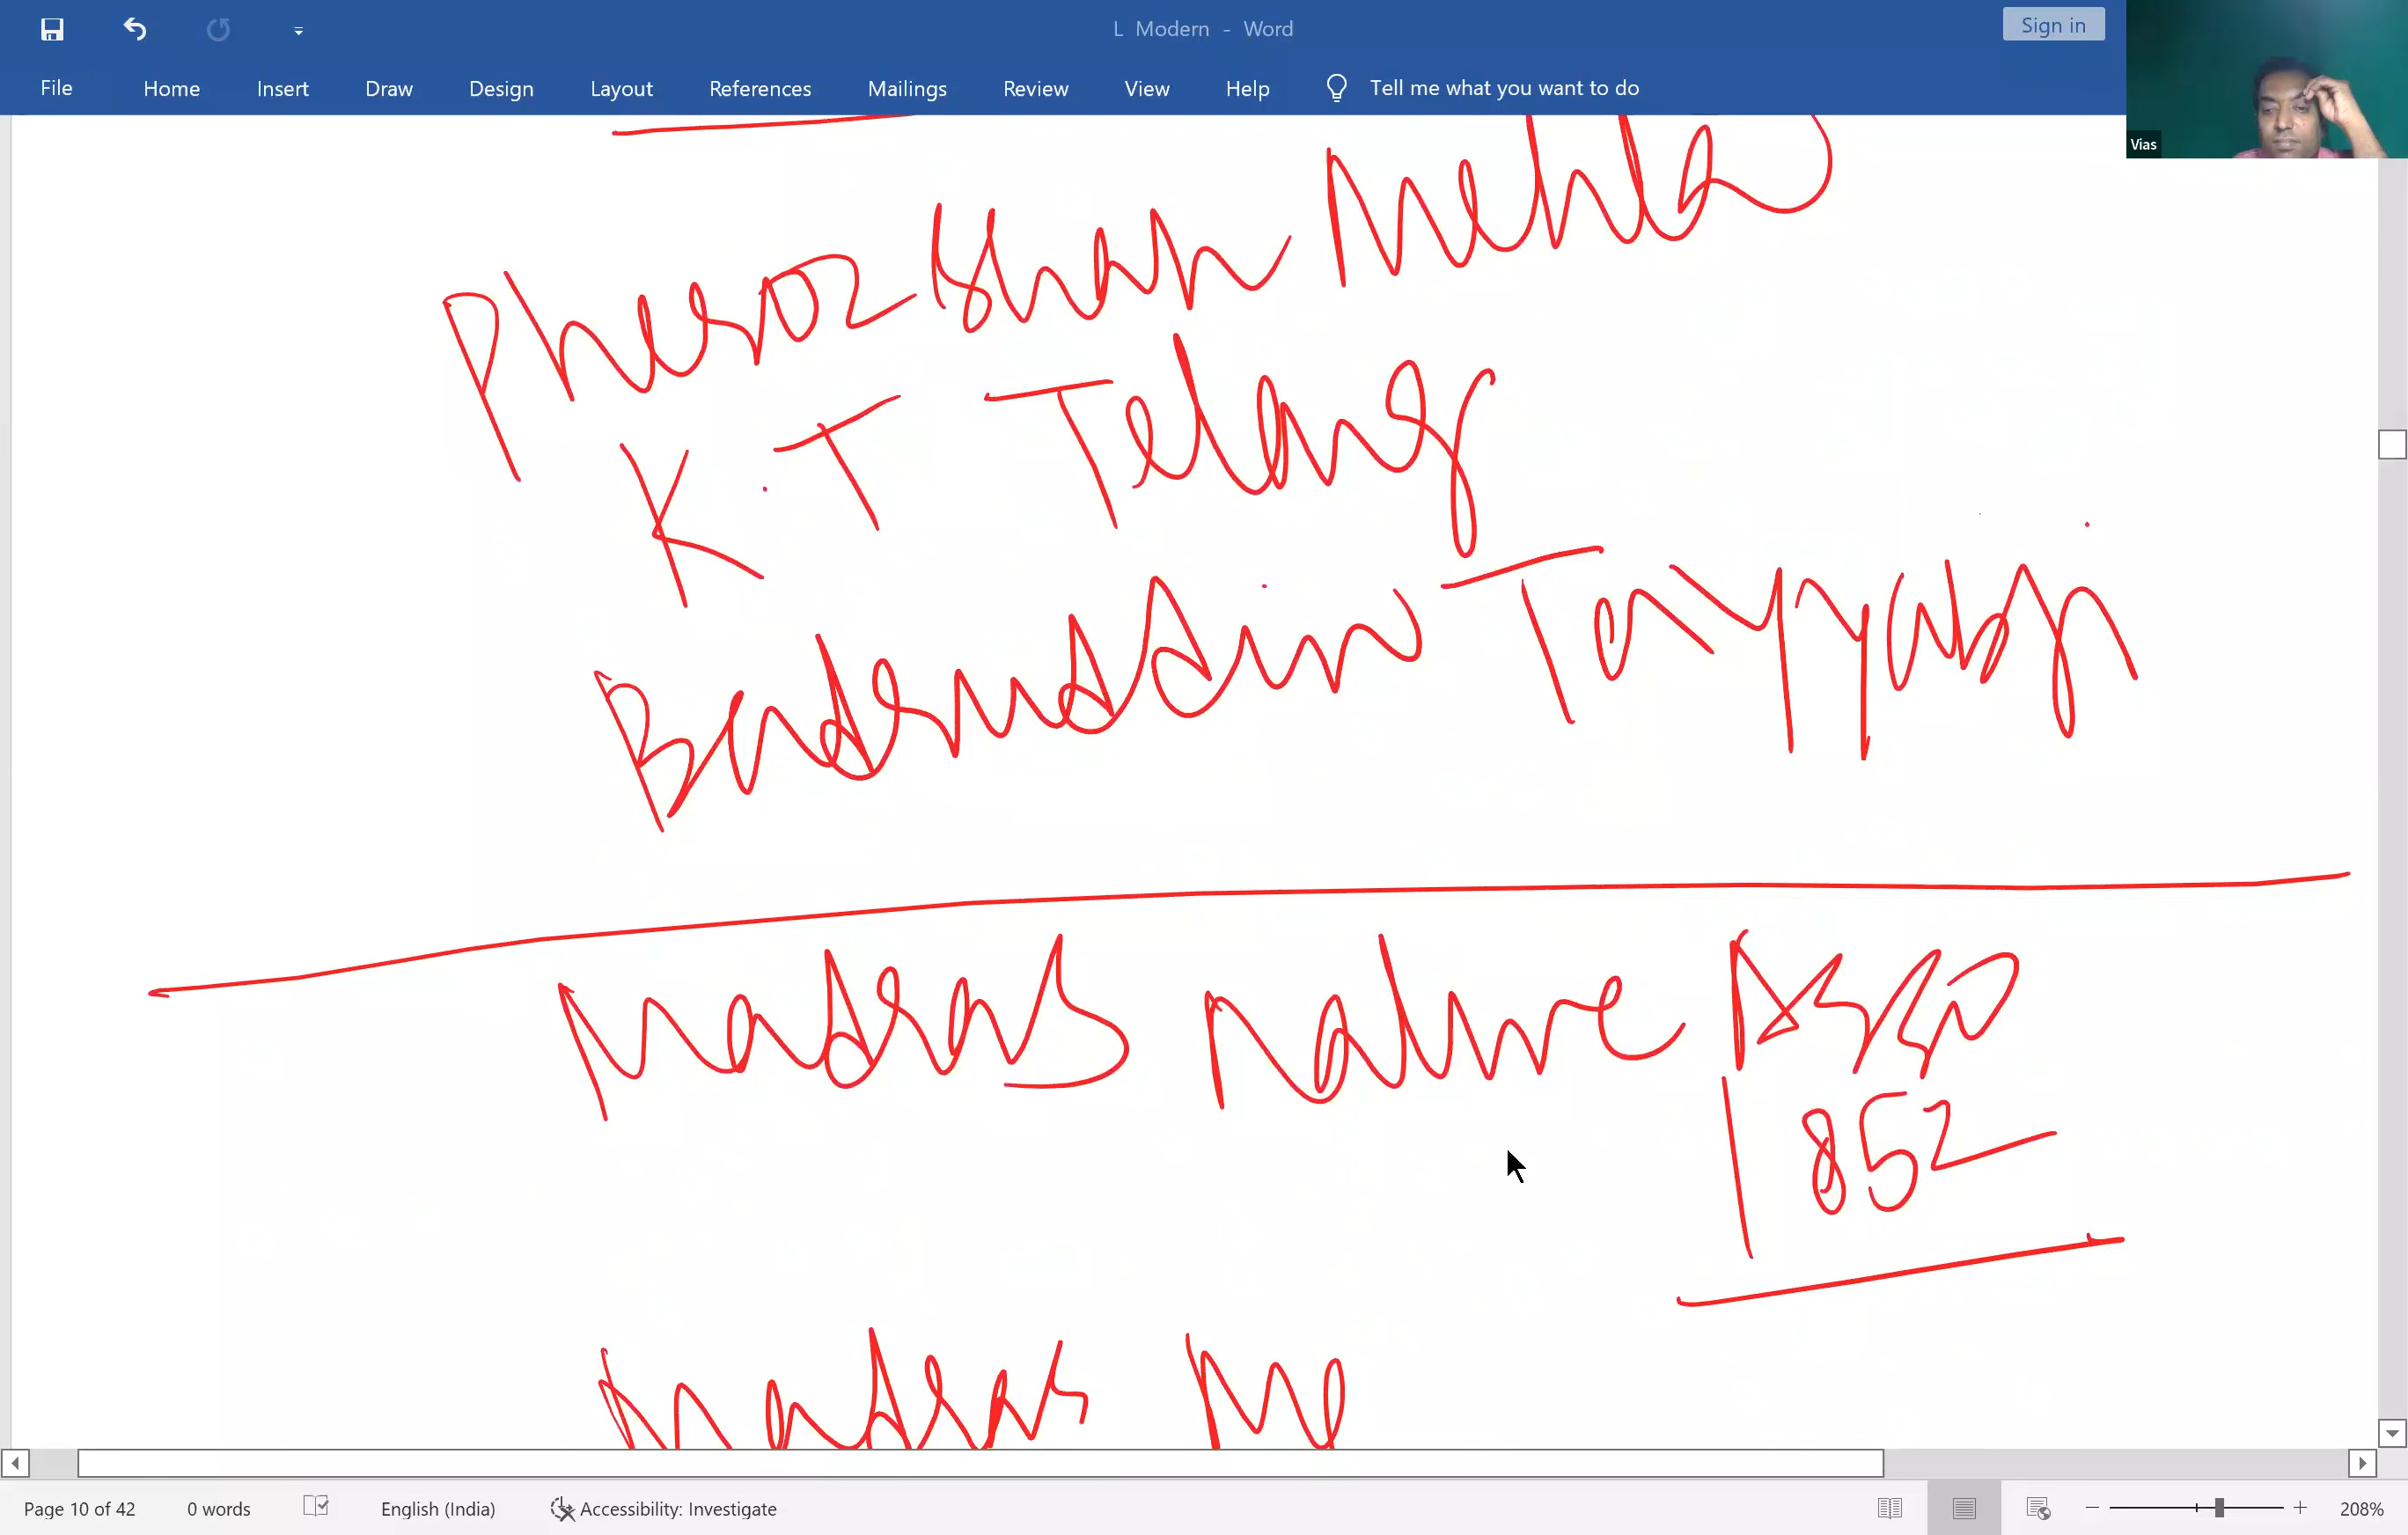 L Modern - Word
Sign in
File Home Insert Draw Design Layout References Mailings Review View Help Tell me what you want to do
Vias
Pherozshah Mehta
K.T Telang
Badruddin Tayyabji
Madras Native Assn
1852
Madras
Page 10 of 42 0 words English (India) Accessibility: Investigate 208%